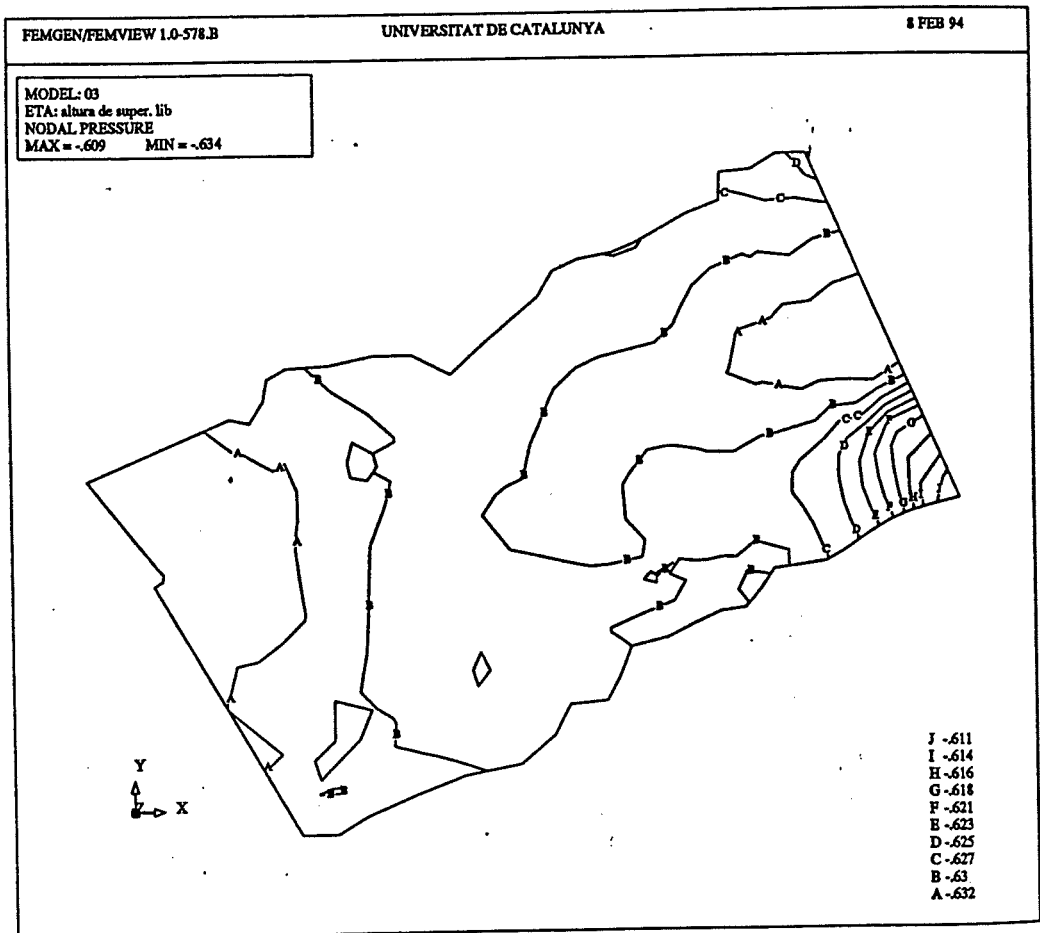 FEMGEN/FEMVIEW 1.0-578.B
UNIVERSITAT DE CATALUNYA
8 FEB 94
MODEL: 03
ETA: altura de super. lib
NODAL PRESSURE
MAX = -.609 MIN = -.634
D
C C
B
B
A
A
B
A
A
B
B
B
C C
D
E
F
G
B
A
A
B
B
B
A
B
C
D
E
F
G
H
I
B
B
B
B
B
A
A
B
B B
Y
Z
X
J -.611
I -.614
H -.616
G -.618
F -.621
E -.623
D -.625
C -.627
B -.63
A -.632